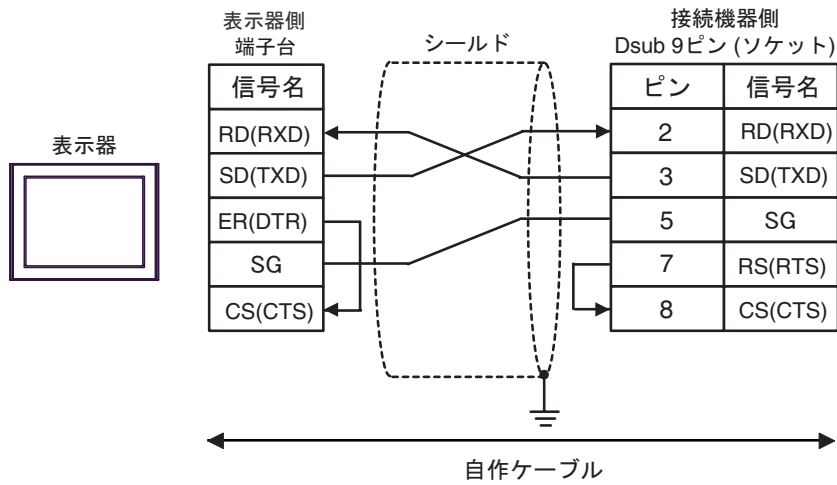 表示器側
端子台
シールド
接続機器側
Dsub 9ピン (ソケット)
信号名
ピン 信号名
RD(RXD) 2 RD(RXD)
表示器
SD(TXD) 3 SD(TXD)
ER(DTR) 5 SG
SG 7 RS(RTS)
CS(CTS) 8 CS(CTS)
自作ケーブル